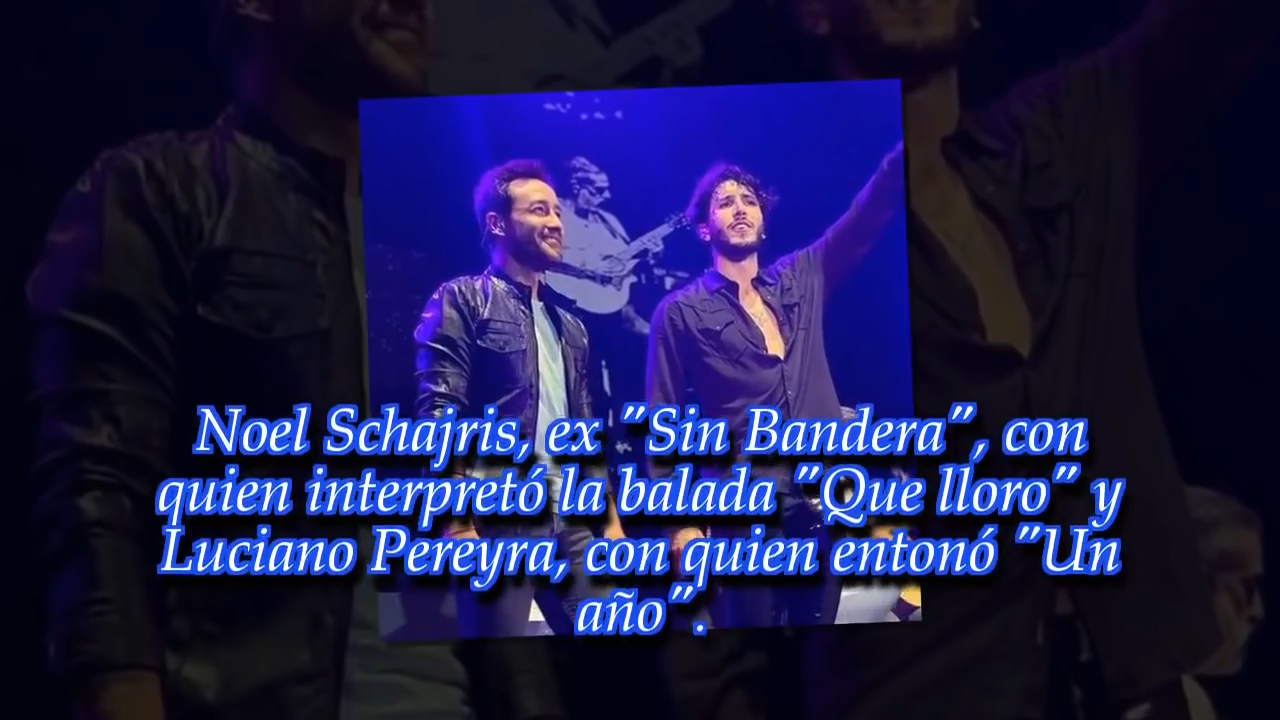 Noel Schajris, ex "Sin Bandera", con
quien interpretó la balada "Que lloro" y
Luciano Pereyra, con quien entonó "Un
año".